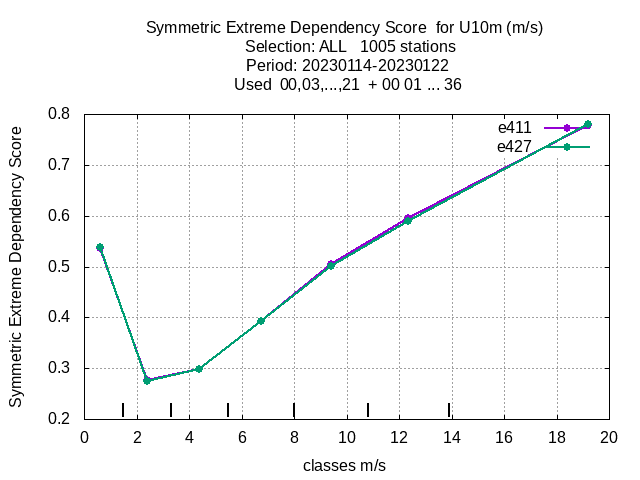 Symmetric Extreme Dependency Score  for U10m (m/s)
Selection: ALL   1005 stations
Period: 20230114-20230122
Used  00,03,...,21  + 00 01 ... 36
Symmetric Extreme Dependency Score
0.8
0.7
0.6
0.5
0.4
0.3
0.2
e411
e427
0 2 4 6 8 10 12 14 16 18 20
classes m/s